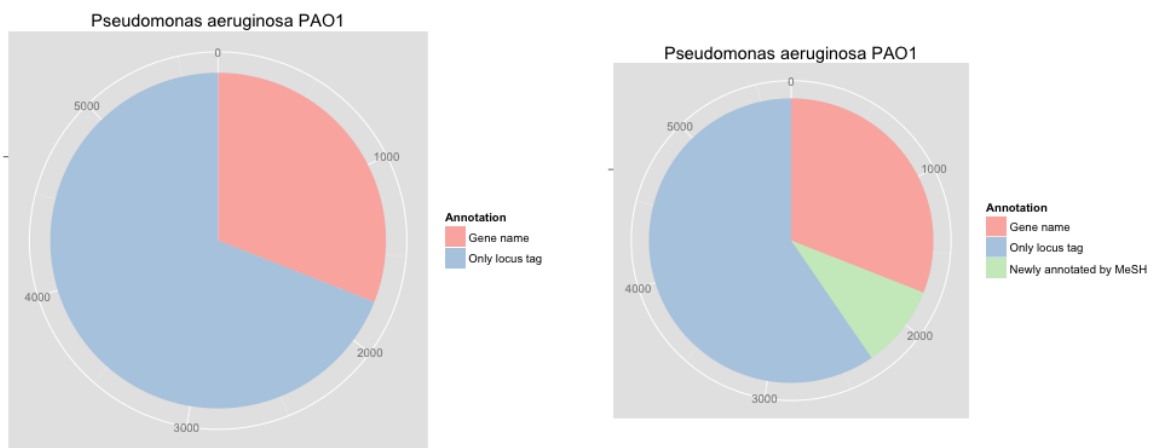 Pseudomonas aeruginosa PAO1
0
1000
2000
3000
4000
5000
Annotation
Gene name
Only locus tag
Pseudomonas aeruginosa PAO1
0
1000
2000
3000
4000
5000
Annotation
Gene name
Only locus tag
Newly annotated by MeSH